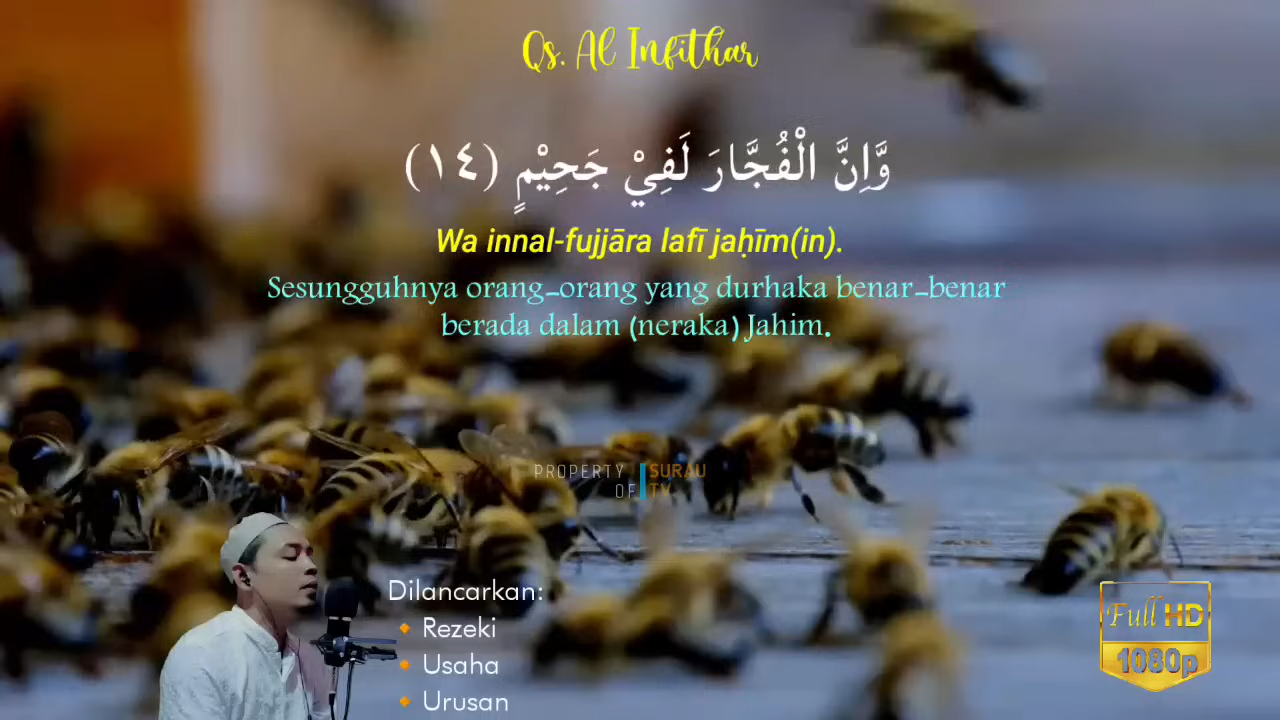 Qs. Al Infithar
وَّاِنَّ الْفُجَّارَ لَفِيْ جَحِيْمٍ (١٤)
Wa innal-fujjāra lafī jaḥīm(in).
Sesungguhnya orang-orang yang durhaka benar-benar
berada dalam (neraka) Jahim.
PROPERTY OF SURAU TV
Dilancarkan:
🔸 Rezeki
🔸 Usaha
🔸 Urusan
Full HD
1080p